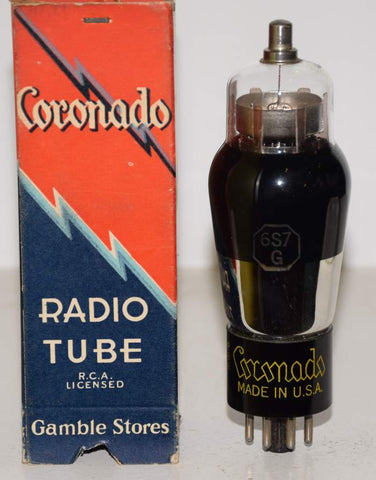 Coronado
RADIO
TUBE
R.C.A.
LICENSED
Gamble Stores
6S7
G
Coronado
MADE IN U.S.A.